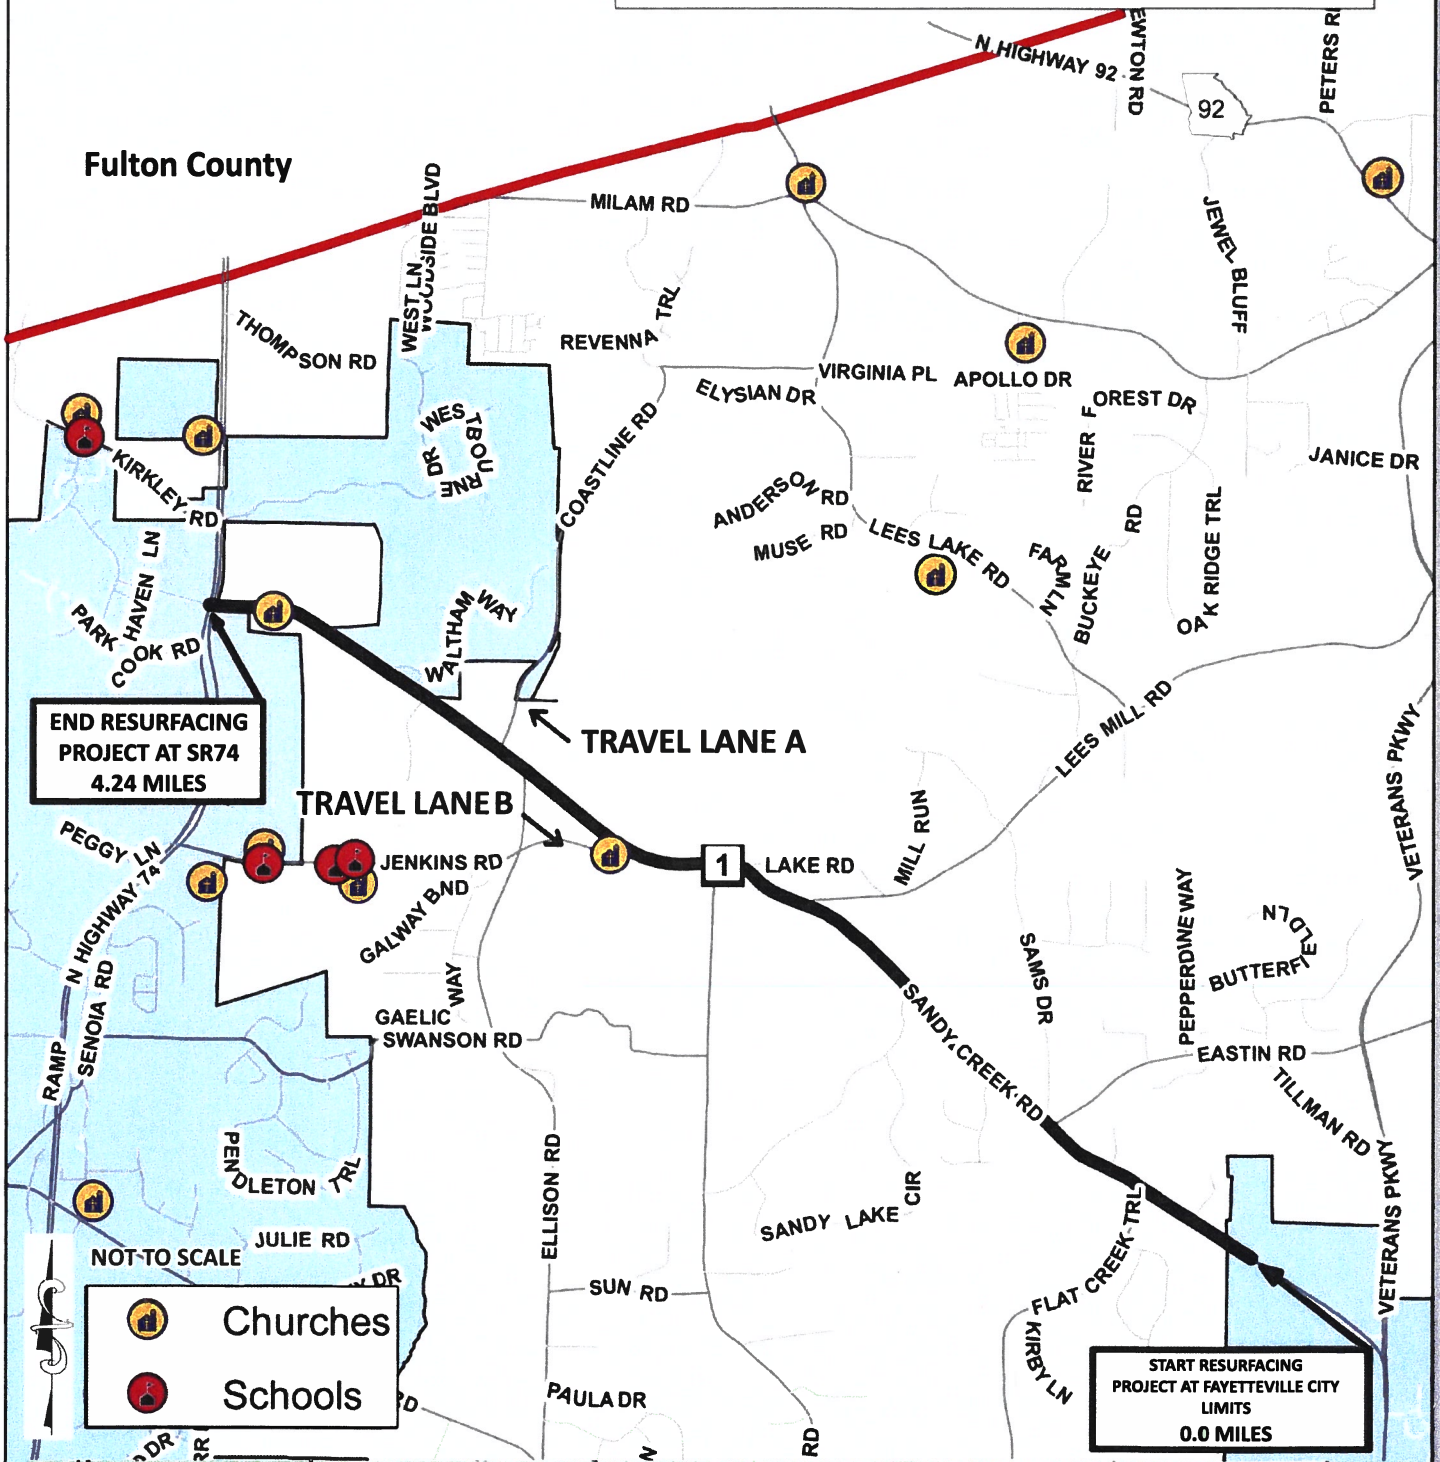 EWTON RD
PETERS R
N HIGHWAY 92
92
Fulton County
WOODSIDE BLVD
WEST LN
MILAM RD
JEWEL BLUFF
THOMPSON RD
REVENNA TRL
VIRGINIA PL
APOLLO DR
ELYSIAN DR
RIVER FOREST DR
WESTBOURNE DR
COASTLINE RD
JANICE DR
KIRKLEY RD
ANDERSON RD
MUSE RD
LEES LAKE RD
FARM LN
BUCKEYE RD
OAK RIDGE TRL
HAVEN LN
PARK
COOK RD
WALTHAM WAY
END RESURFACING
PROJECT AT SR74
4.24 MILES
TRAVEL LANE A
LEES MILL RD
VETERANS PKWY
TRAVEL LANE B
PEGGY LN
JENKINS RD
1
LAKE RD
MILL RUN
GALWAY BND
N HIGHWAY 74
SENOIA RD
RAMP
GAELIC WAY
SWANSON RD
SANDY CREEK RD
SAMS DR
PEPPERDINE WAY
BUTTERFIELD LN
EASTIN RD
TILLMAN RD
PENDLETON TRL
ELLISON RD
SANDY LAKE CIR
FLAT CREEK TRL
VETERANS PKWY
JULIE RD
NOT TO SCALE
Y DR
SUN RD
KIRBY LN
Churches
Schools
RD
PAULA DR
START RESURFACING
PROJECT AT FAYETTEVILLE CITY
LIMITS
0.0 MILES
DR
RR
N
RD